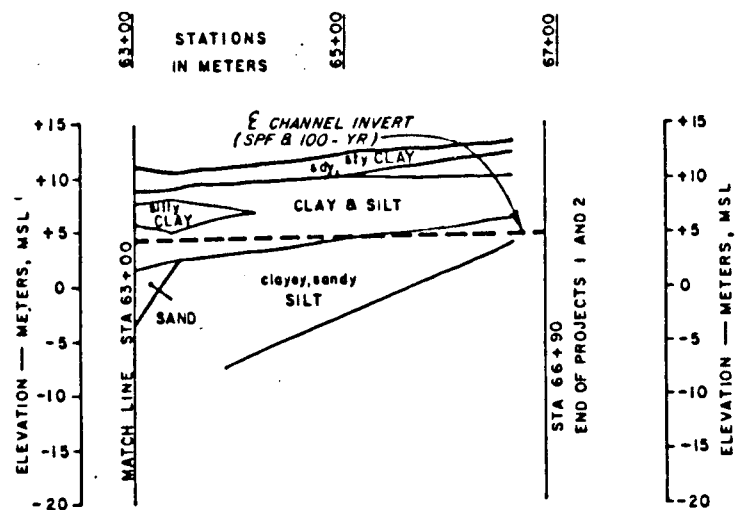 63+00
STATIONS
IN METERS
65+00
67+00
℄ CHANNEL INVERT
(SPF & 100-YR)
+15
+10
+5
0
-5
-10
-15
-20
ELEVATION — METERS, MSL
MATCH LINE STA 63+00
sdy, sty CLAY
silty
CLAY
CLAY & SILT
clayey, sandy
SILT
SAND
STA 66+90
END OF PROJECTS 1 AND 2
+15
+10
+5
0
-5
-10
-15
-20
ELEVATION — METERS, MSL